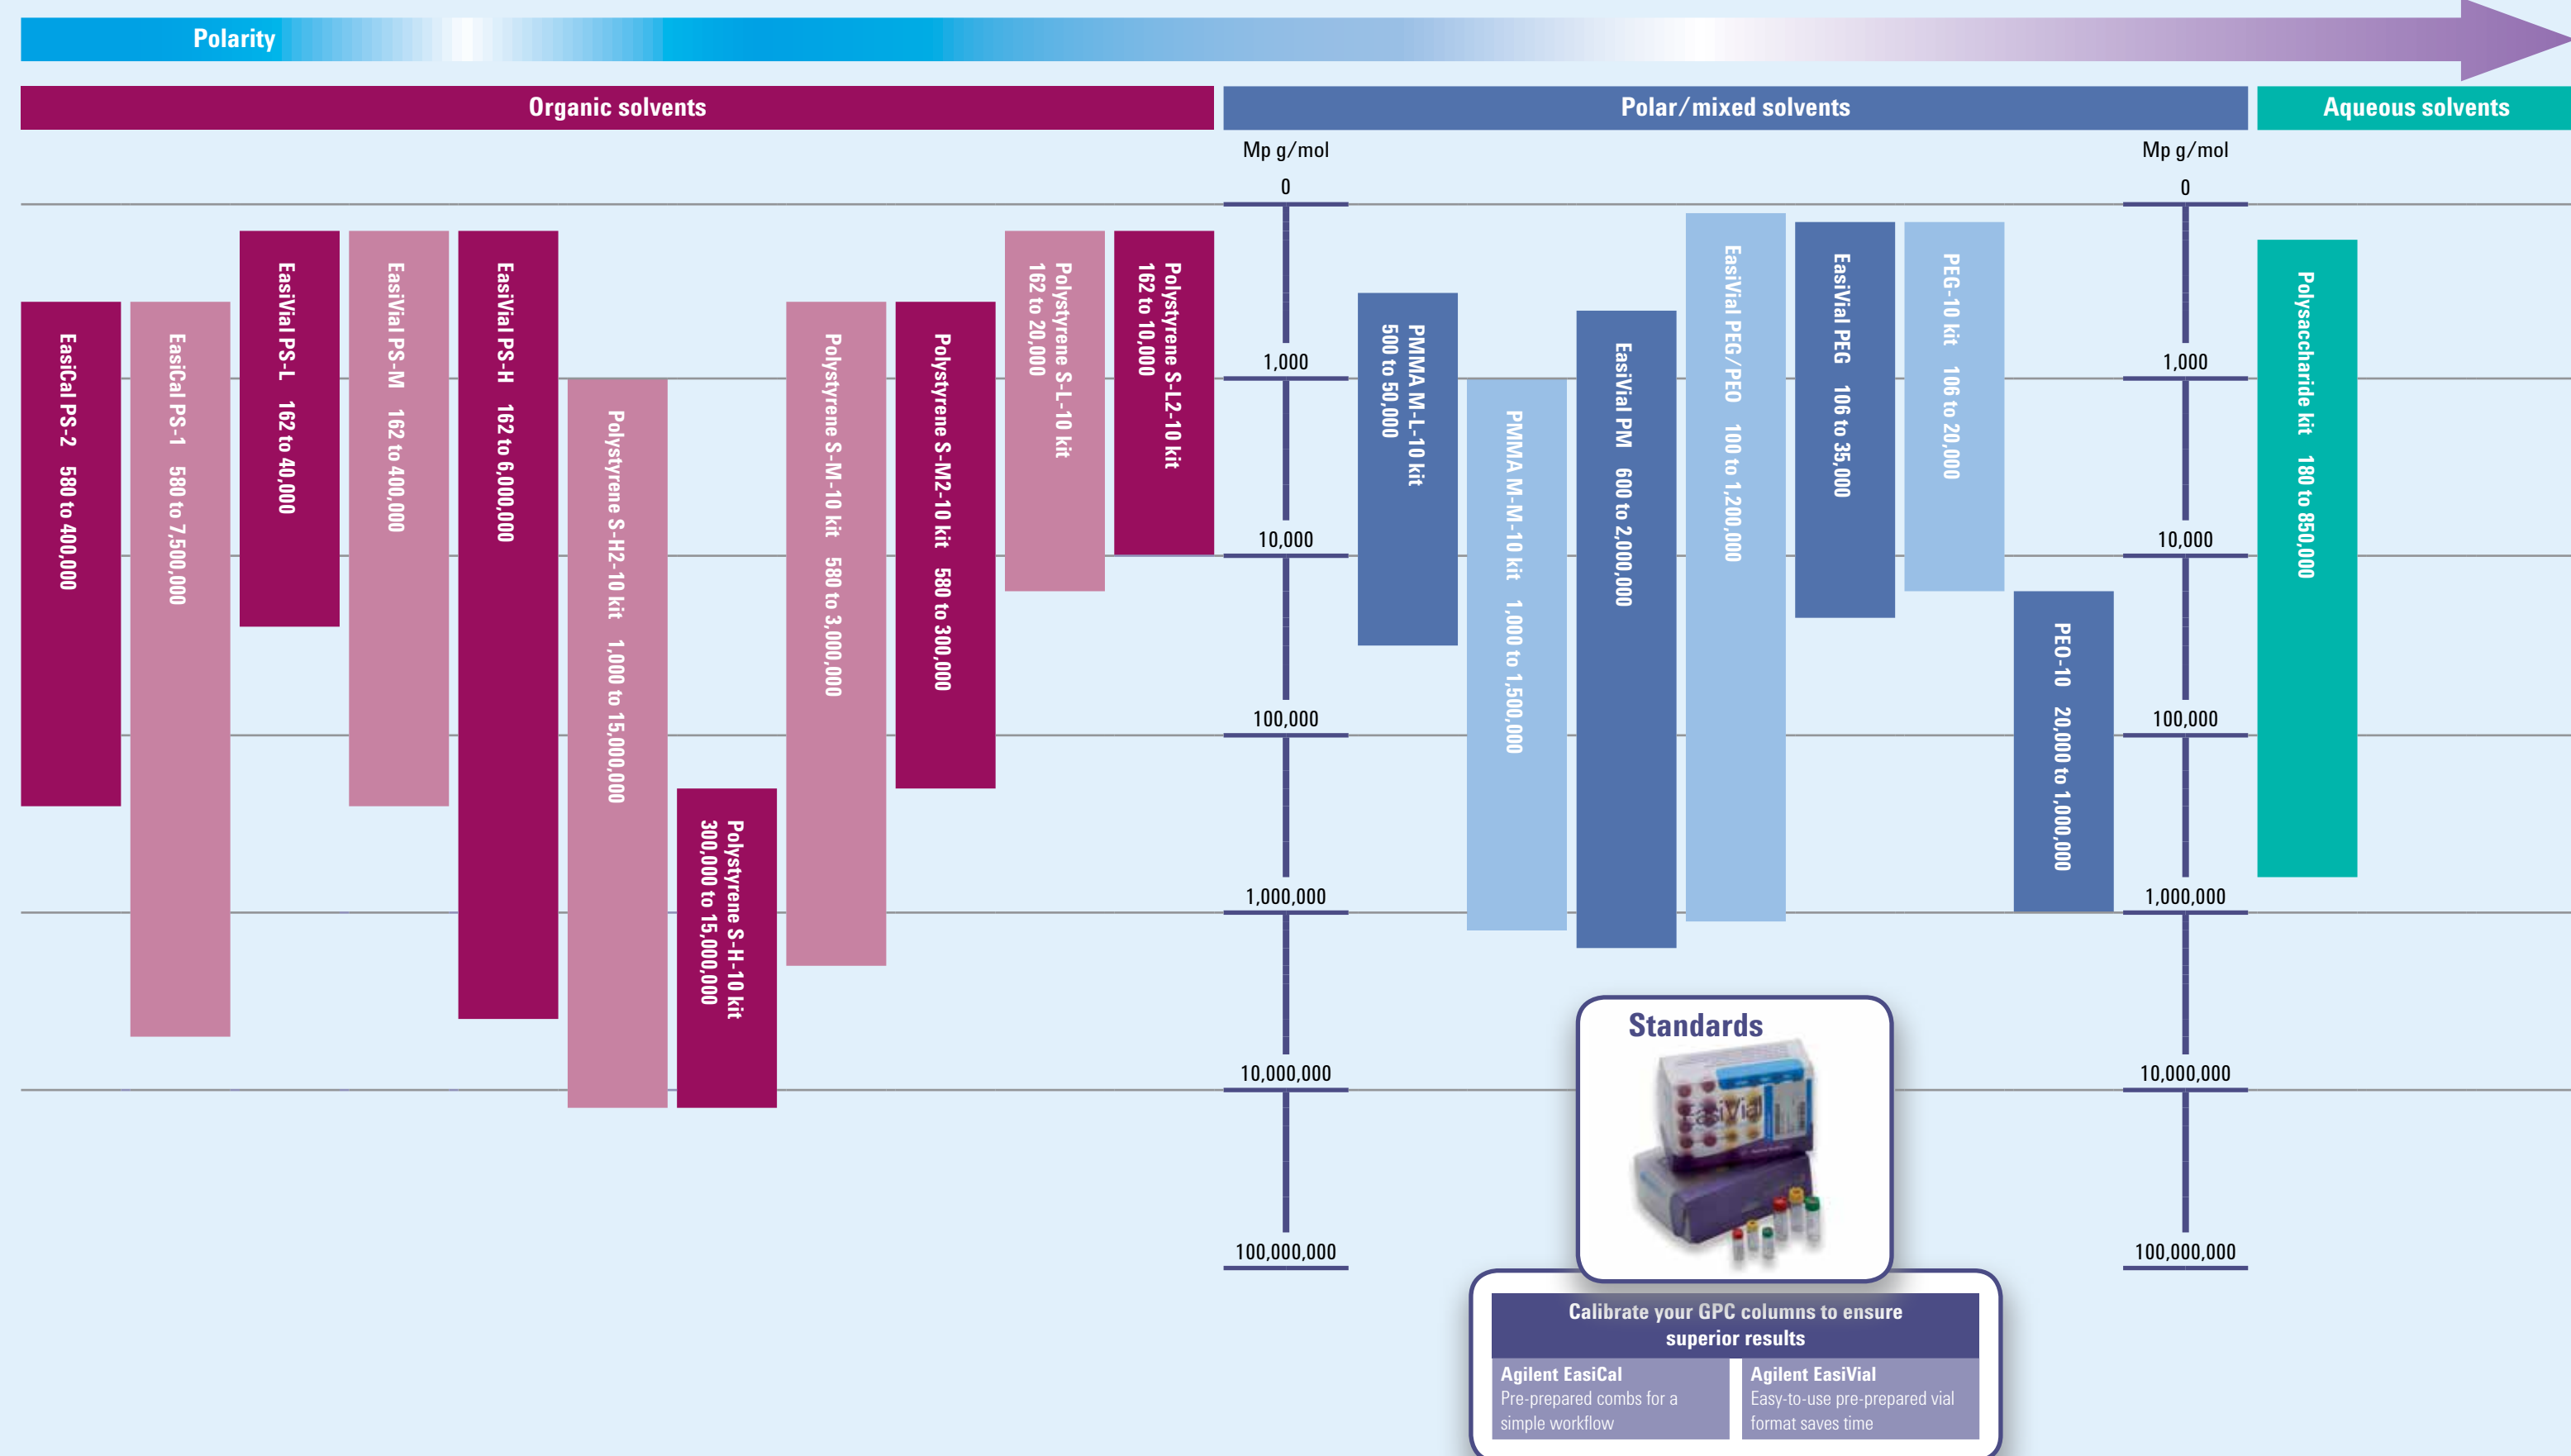 Polarity
Organic solvents
Polar/mixed solvents
Aqueous solvents
Mp g/mol
0
1,000
10,000
100,000
1,000,000
10,000,000
100,000,000
Mp g/mol
0
1,000
10,000
100,000
1,000,000
10,000,000
100,000,000
EasiCal PS-2 580 to 400,000
EasiCal PS-1 580 to 7,500,000
EasiVial PS-L 162 to 40,000
EasiVial PS-M 162 to 400,000
EasiVial PS-H 162 to 6,000,000
Polystyrene S-H2-10 kit 1,000 to 15,000,000
Polystyrene S-H-10 kit
300,000 to 15,000,000
Polystyrene S-M-10 kit 580 to 3,000,000
Polystyrene S-M2-10 kit 580 to 300,000
Polystyrene S-L-10 kit
162 to 20,000
Polystyrene S-L2-10 kit
162 to 10,000
PMMA M-L-10 kit
500 to 50,000
PMMA M-M-10 kit 1,000 to 1,500,000
EasiVial PM 600 to 2,000,000
EasiVial PEG/PEO 100 to 1,200,000
EasiVial PEG 106 to 35,000
PEG-10 kit 106 to 20,000
PEO-10 20,000 to 1,000,000
Polysaccharide kit 180 to 850,000
Standards
EasiVial
Calibrate your GPC columns to ensure
superior results
Agilent EasiCal
Pre-prepared combs for a
simple workflow
Agilent EasiVial
Easy-to-use pre-prepared vial
format saves time